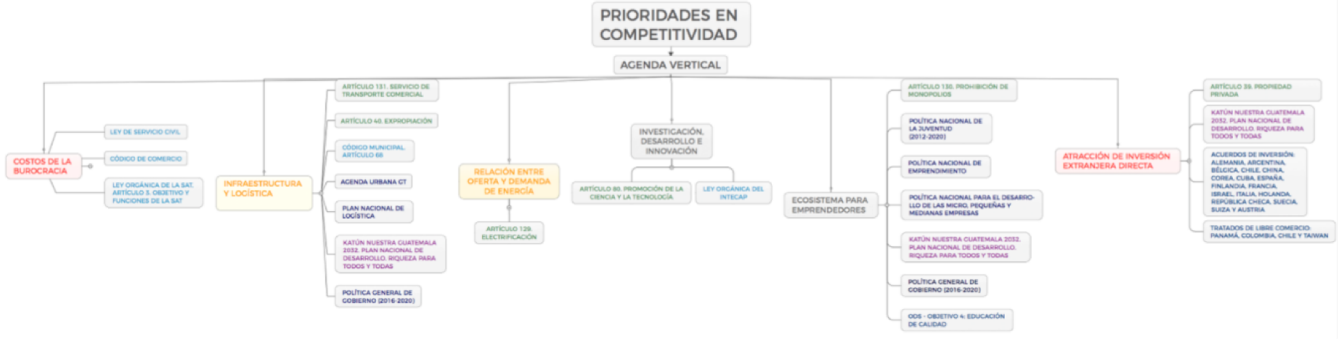 PRIORIDADES EN
COMPETITIVIDAD
AGENDA VERTICAL
COSTOS DE LA
BUROCRACIA
LEY DE SERVICIO CIVIL
CÓDIGO DE COMERCIO
LEY ORGÁNICA DE LA SAT.
ARTÍCULO 3. OBJETIVO Y
FUNCIONES DE LA SAT
INFRAESTRUCTURA
Y LOGÍSTICA
ARTÍCULO 131. SERVICIO DE
TRANSPORTE COMERCIAL
ARTÍCULO 40. EXPROPIACIÓN
CÓDIGO MUNICIPAL.
ARTÍCULO 68
AGENDA URBANA GT
PLAN NACIONAL DE
LOGÍSTICA
KATÚN NUESTRA GUATEMALA
2032. PLAN NACIONAL DE
DESARROLLO. RIQUEZA PARA
TODOS Y TODAS
POLÍTICA GENERAL DE
GOBIERNO (2016-2020)
RELACIÓN ENTRE
OFERTA Y DEMANDA
DE ENERGÍA
ARTÍCULO 129.
ELECTRIFICACIÓN
INVESTIGACIÓN,
DESARROLLO E
INNOVACIÓN
ARTÍCULO 80. PROMOCIÓN DE LA
CIENCIA Y LA TECNOLOGÍA
LEY ORGÁNICA DEL
INTECAP
ECOSISTEMA PARA
EMPRENDEDORES
ARTÍCULO 130. PROHIBICIÓN DE
MONOPOLIOS
POLÍTICA NACIONAL DE
LA JUVENTUD
(2012-2020)
POLÍTICA NACIONAL DE
EMPRENDIMIENTO
POLÍTICA NACIONAL PARA EL DESARRO-
LLO DE LAS MICRO, PEQUEÑAS Y
MEDIANAS EMPRESAS
KATÚN NUESTRA GUATEMALA 2032.
PLAN NACIONAL DE DESARROLLO.
RIQUEZA PARA TODOS Y TODAS
POLÍTICA GENERAL DE
GOBIERNO (2016-2020)
ODS - OBJETIVO 4: EDUCACIÓN
DE CALIDAD
ATRACCIÓN DE INVERSIÓN
EXTRANJERA DIRECTA
ARTÍCULO 39. PROPIEDAD
PRIVADA
KATÚN NUESTRA GUATEMALA
2032. PLAN NACIONAL DE
DESARROLLO. RIQUEZA PARA
TODOS Y TODAS
ACUERDOS DE INVERSIÓN:
ALEMANIA, ARGENTINA,
BÉLGICA, CHILE, CHINA,
COREA, CUBA, ESPAÑA,
FINLANDIA, FRANCIA,
ISRAEL, ITALIA, HOLANDA,
REPÚBLICA CHECA, SUECIA,
SUIZA Y AUSTRIA
TRATADOS DE LIBRE COMERCIO:
PANAMÁ, COLOMBIA, CHILE Y TAIWAN